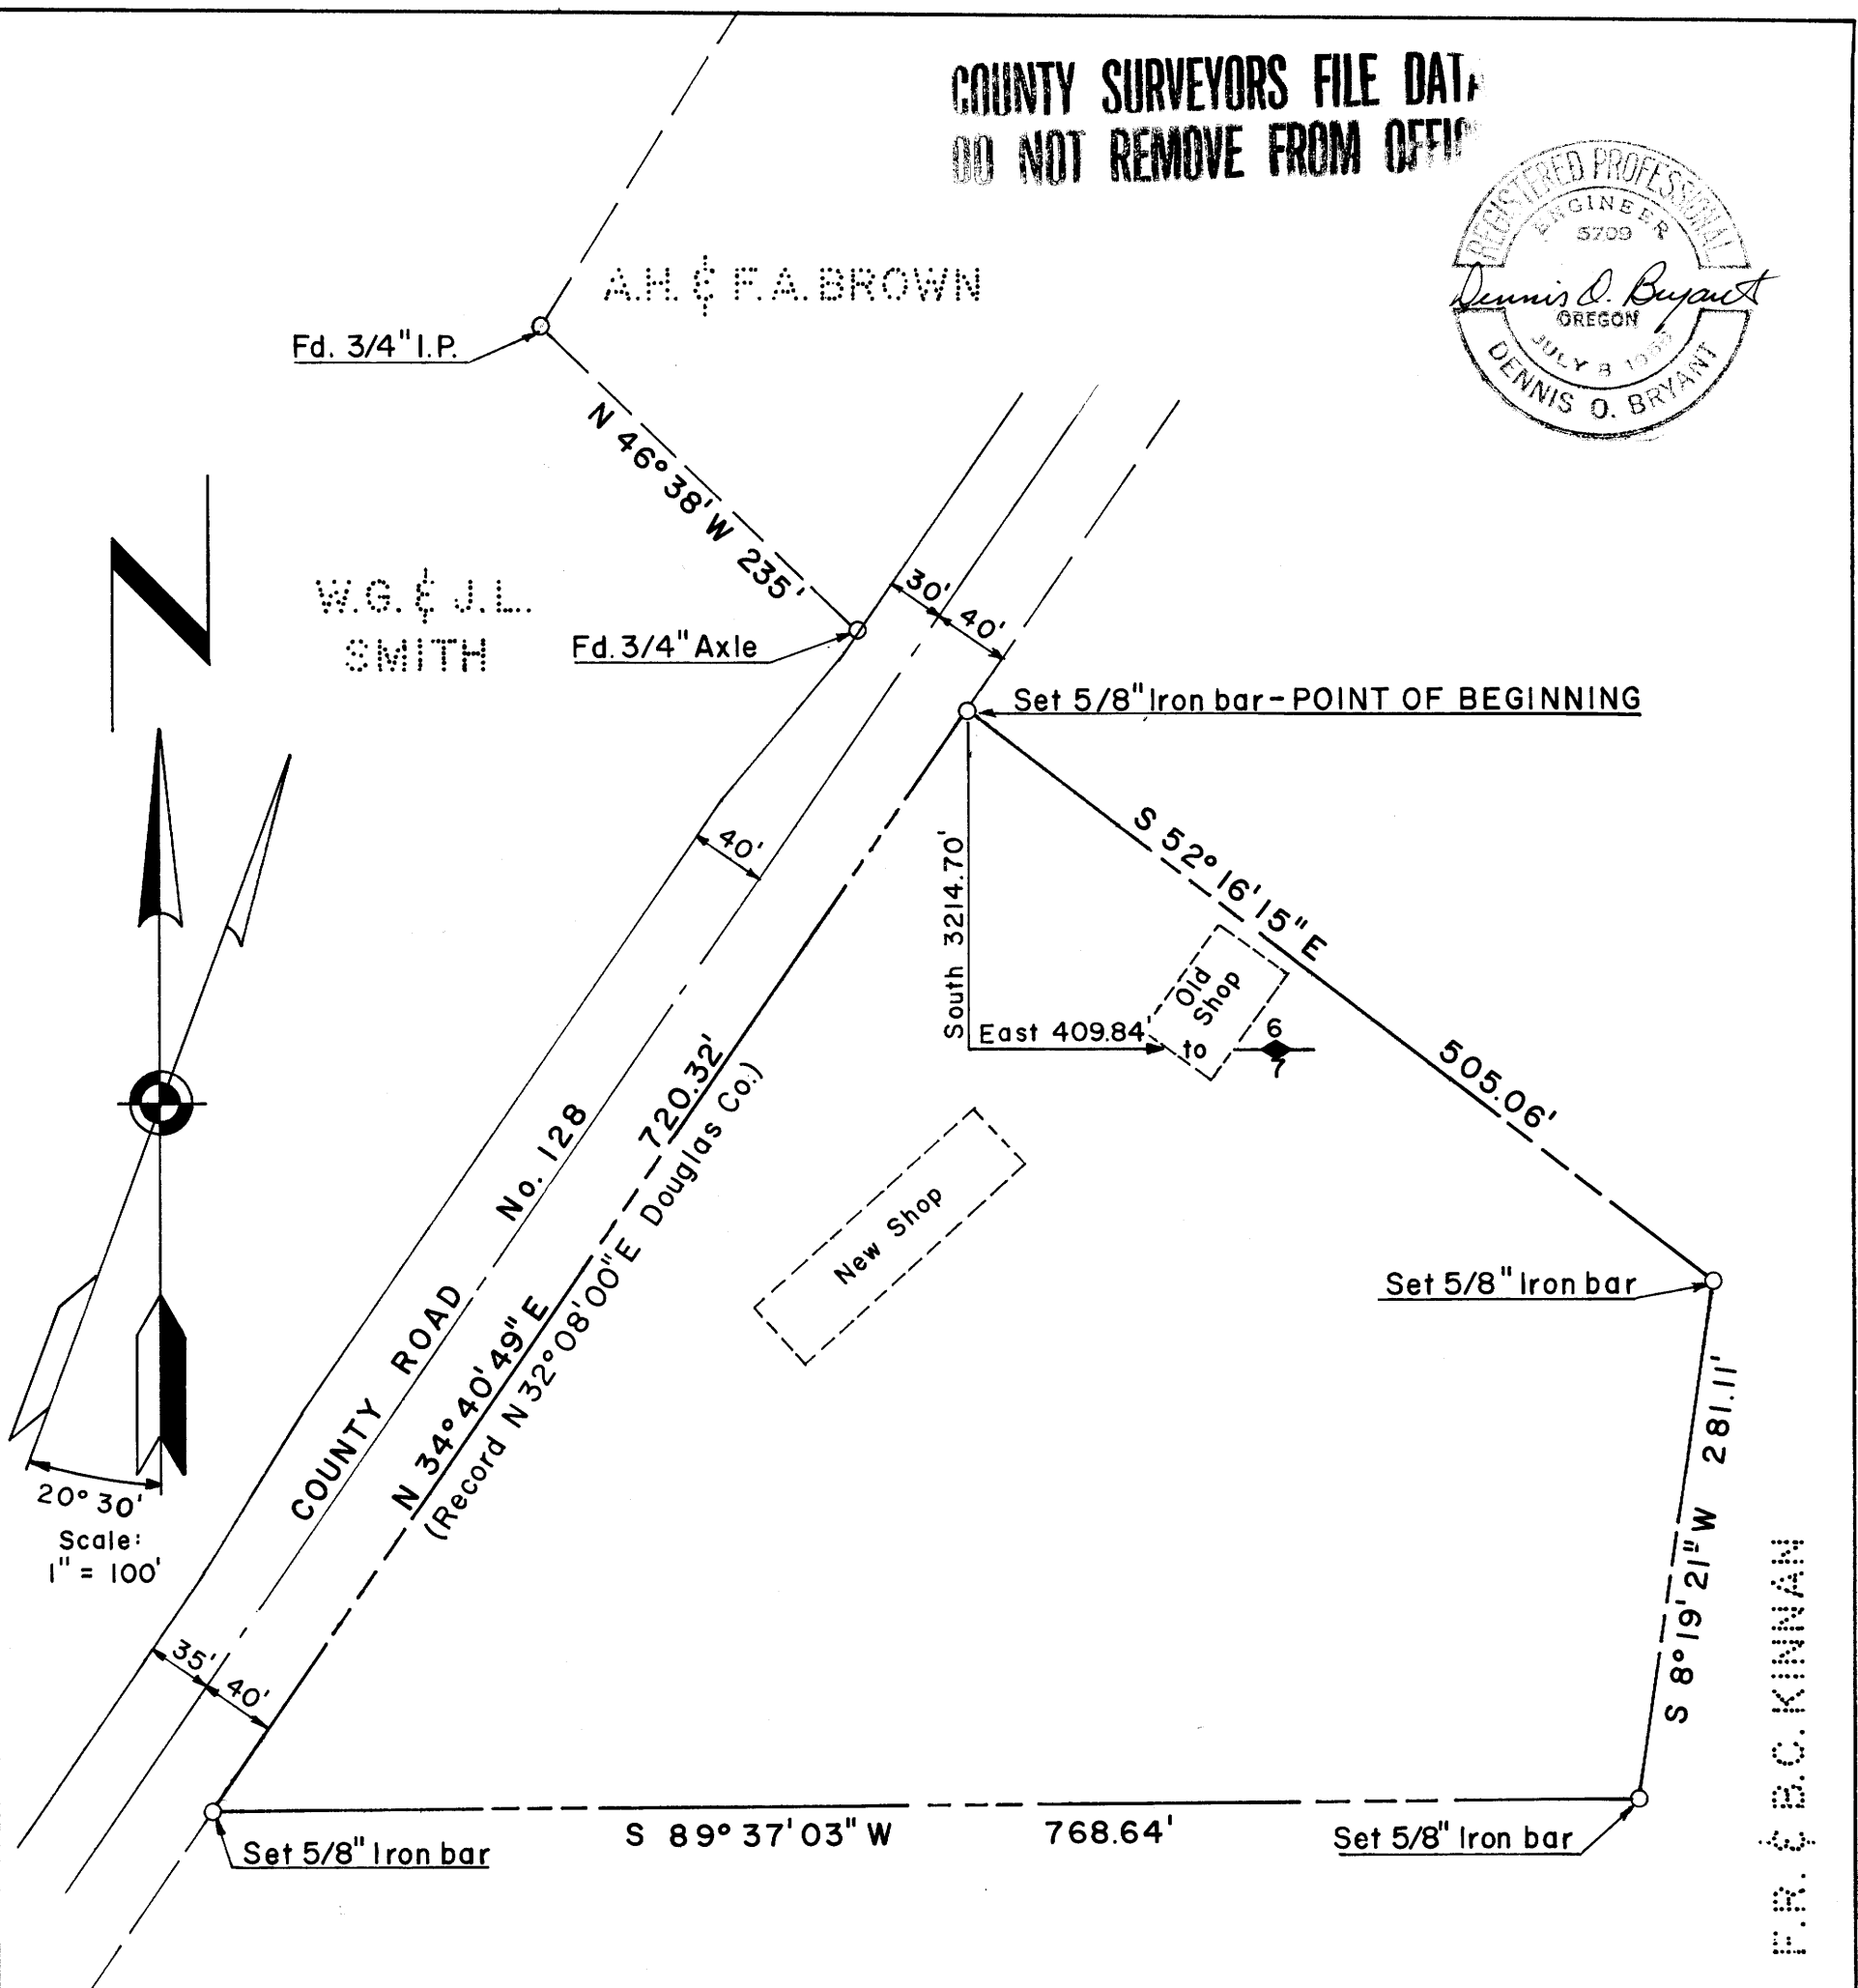 COUNTY SURVEYORS FILE
DO NOT REMOVE FROM
REGISTERED PROFESSIONAL
ENGINEER
5709
Dennis O. Bryant
OREGON
JULY 8
DENNIS O. BRYANT
A.H. & F.A. BROWN
Fd. 3/4" I.P.
N 46° 38' W 235'
W.G. & J.L.
SMITH
Fd. 3/4" Axle
30'
40'
Set 5/8" Iron bar - POINT OF BEGINNING
N
40'
S 52° 16' 15" E
505.06'
South 3214.70'
East 409.84'
to
6
7
Old
Shop
New Shop
COUNTY ROAD No. 128
N 34° 40' 49" E 720.32'
(Record N 32° 08' 00" E Douglas Co.)
Set 5/8" Iron bar
S 8° 19' 21" W 281.11'
20° 30'
Scale:
1" = 100'
35'
40'
Set 5/8" Iron bar
S 89° 37' 03" W 768.64'
Set 5/8" Iron bar
F.R. & B.C. KINNAN